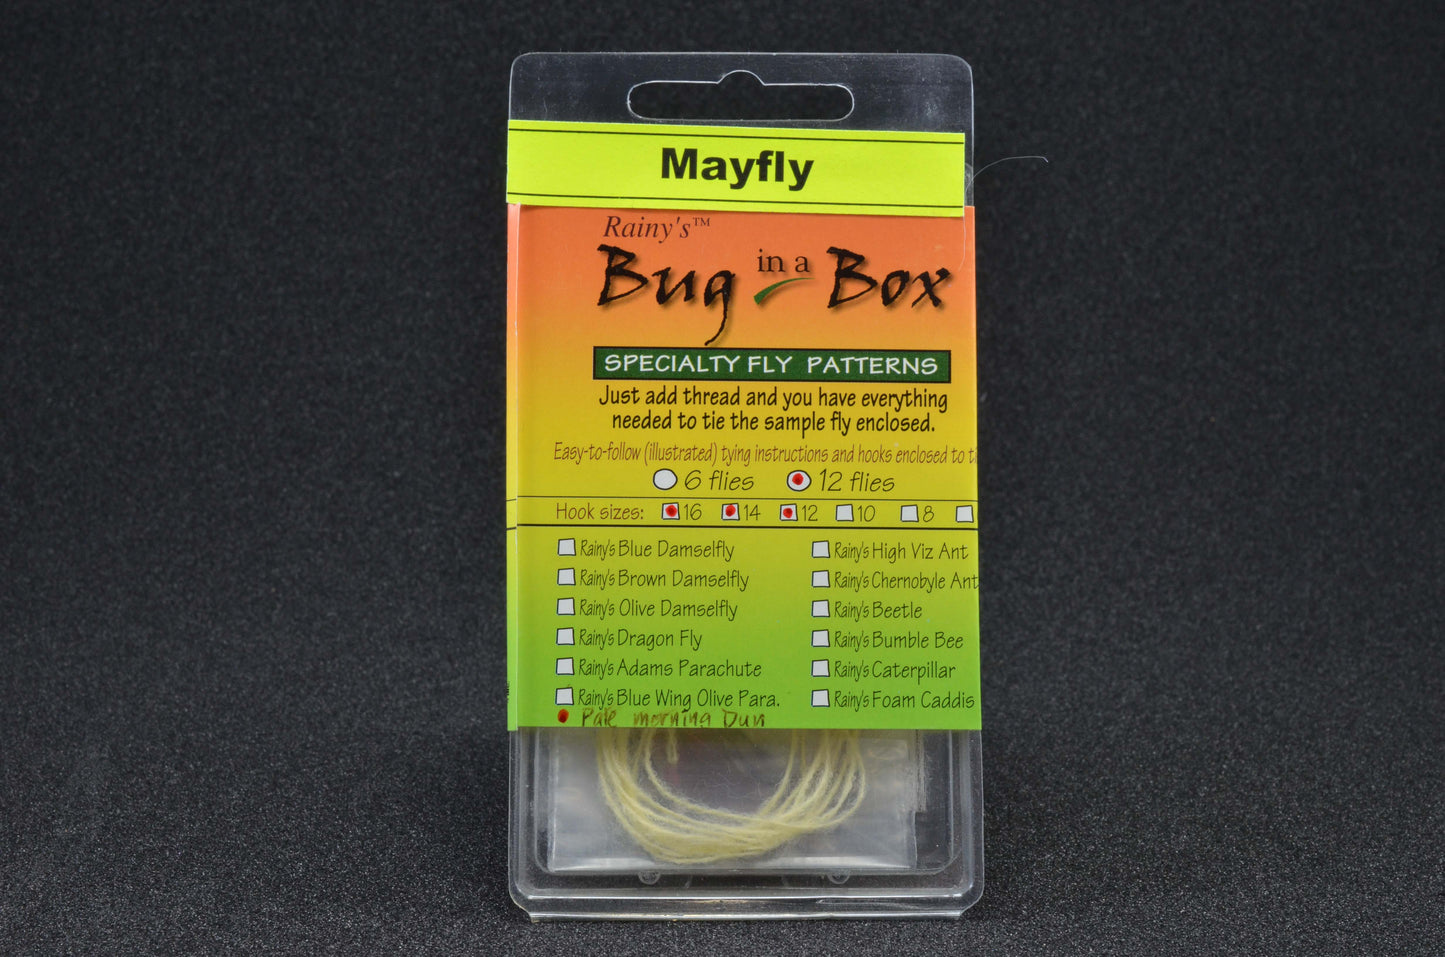 Mayfly
Rainy's™
Bug in a Box
SPECIALTY FLY PATTERNS
Just add thread and you have everything
needed to tie the sample fly enclosed.
Easy-to-follow (illustrated) tying instructions and hooks enclosed to
6 flies 12 flies
Hook sizes: 16 14 12 10 8
Rainy's Blue Damselfly
Rainy's Brown Damselfly
Rainy's Olive Damselfly
Rainy's Dragon Fly
Rainy's Adams Parachute
Rainy's Blue Wing Olive Para.
Pale morning Dun
Rainy's High Viz Ant
Rainy's Chernobyle Ant
Rainy's Beetle
Rainy's Bumble Bee
Rainy's Caterpillar
Rainy's Foam Caddis